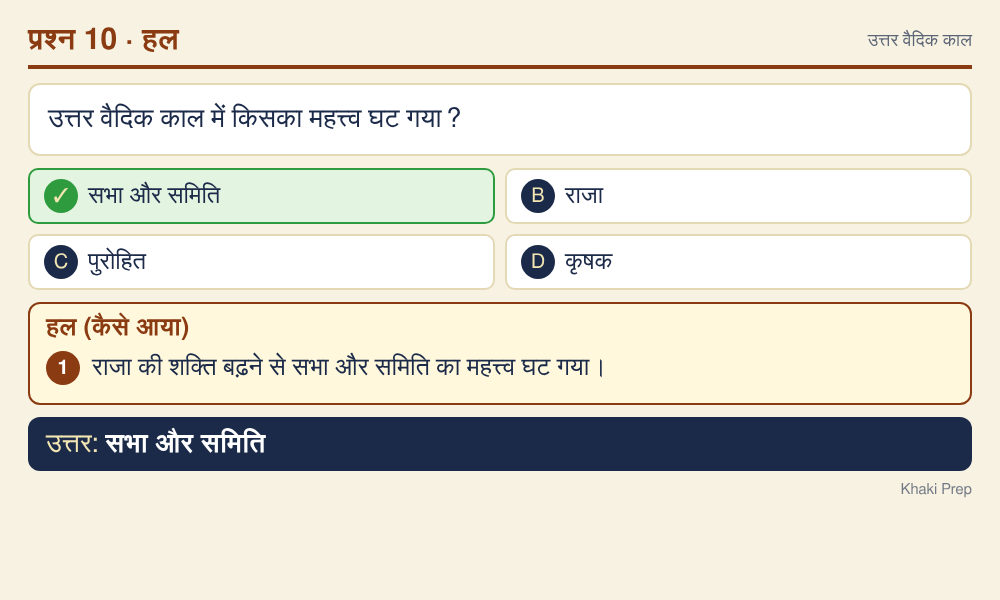 प्रश्न 10 · हल
उत्तर वैदिक काल
उत्तर वैदिक काल में किसका महत्त्व घट गया ?
✓ सभा और समिति
B राजा
C पुरोहित
D कृषक
हल (कैसे आया)
1 राजा की शक्ति बढ़ने से सभा और समिति का महत्त्व घट गया।
उत्तर: सभा और समिति
Khaki Prep